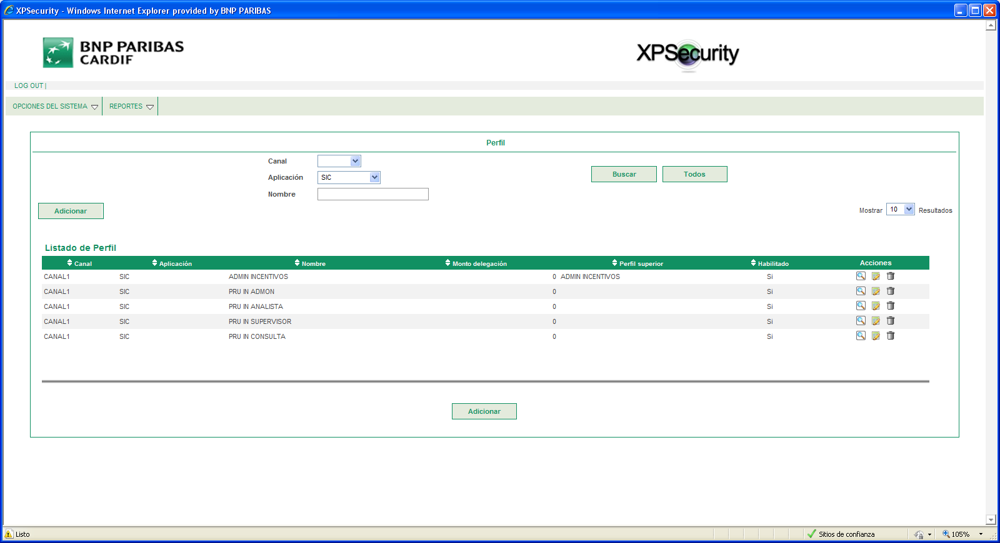 XPSecurity - Windows Internet Explorer provided by BNP PARIBAS
BNP PARIBAS
CARDIF
XPSecurity
LOG OUT |
OPCIONES DEL SISTEMA REPORTES
Perfil
Canal
Aplicación SIC
Buscar Todos
Nombre
Adicionar
Mostrar 10 Resultados
Listado de Perfil
Canal Aplicación Nombre Monto delegación Perfil superior Habilitado Acciones
CANAL1 SIC ADMIN INCENTIVOS 0 ADMIN INCENTIVOS Si
CANAL1 SIC PRU IN ADMON 0 Si
CANAL1 SIC PRU IN ANALISTA 0 Si
CANAL1 SIC PRU IN SUPERVISOR 0 Si
CANAL1 SIC PRU IN CONSULTA 0 Si
Adicionar
Listo Sitios de confianza 105%